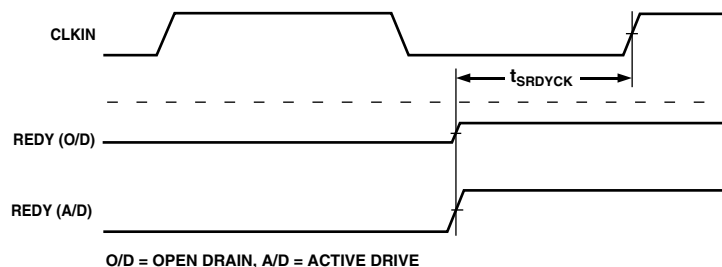 CLKIN
tSRDYCK
REDY (O/D)
REDY (A/D)
O/D = OPEN DRAIN, A/D = ACTIVE DRIVE